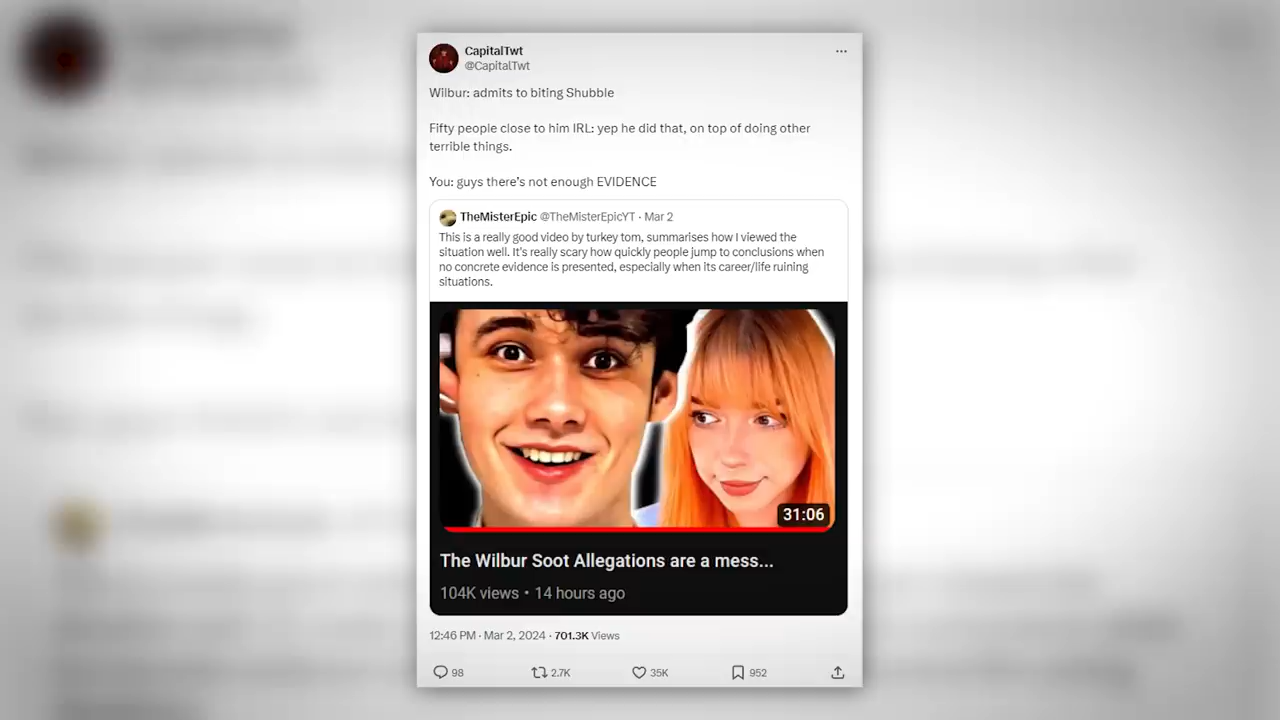 CapitalTwt
@CapitalTwt
Wilbur: admits to biting Shubble
Fifty people close to him IRL: yep he did that, on top of doing other
terrible things.
You: guys there's not enough EVIDENCE
TheMisterEpic @TheMisterEpicYT · Mar 2
This is a really good video by turkey tom, summarises how I viewed the
situation well. It's really scary how quickly people jump to conclusions when
no concrete evidence is presented, especially when its career/life ruining
situations.
31:06
The Wilbur Soot Allegations are a mess...
104K views • 14 hours ago
12:46 PM · Mar 2, 2024 · 701.3K Views
98 2.7K 35K 952